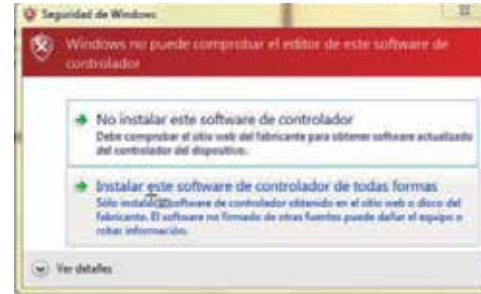 Seguridad de Windows
Windows no puede comprobar el editor de este software de
controlador
No instalar este software de controlador
Debe comprobar el sitio web del fabricante para obtener software actualizado
del controlador del dispositivo.
Instalar este software de controlador de todas formas
Sólo instale software de controlador obtenido en el sitio web o disco del
fabricante. El software no firmado de otras fuentes puede dañar el equipo o
robar información.
Ver detalles